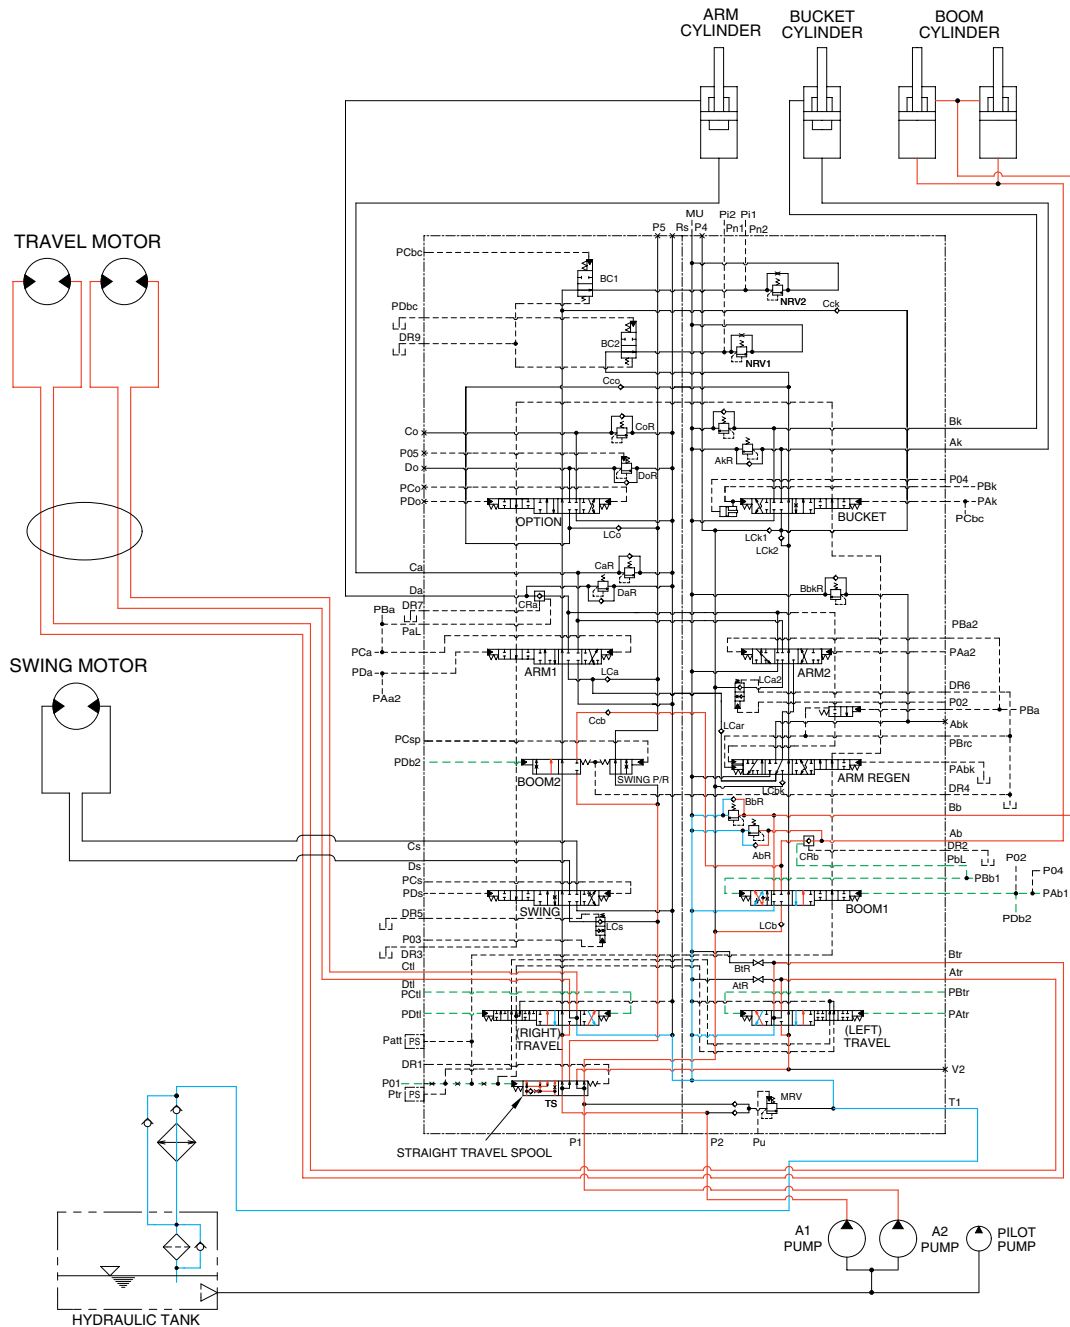 ARM
CYLINDER
BUCKET
CYLINDER
BOOM
CYLINDER
TRAVEL MOTOR
SWING MOTOR
P5
Rs
MU
P4
Pi2
Pi1
Pn1
Pn2
PCbc
BC1
NRV2
Cck
PDbc
DR9
BC2
NRV1
Cco
Co
CoR
Bk
P05
Do
DoR
AkR
Ak
PCo
PDo
OPTION
BUCKET
P04
PBk
PAk
PCbc
LCo
LCk1
LCk2
Ca
CaR
Da
DaR
CRa
BbkR
PBa
DR7
PaL
PBa2
PCa
PAa2
PDa
PAa2
ARM1
ARM2
LCa
LCa2
DR6
P02
PBa
Ccb
LCar
Abk
PCsp
PBrc
PDb2
BOOM2
SWING P/R
ARM REGEN
PAbk
LCbk
DR4
BbR
Bb
AbR
Ab
Cs
CRb
DR2
Ds
PbL
P02
P04
PCs
PBb1
PDs
SWING
BOOM1
PAb1
PDb2
DR5
LCs
LCb
P03
DR3
Ctl
BtR
Btr
Dtl
AtR
Atr
PCtl
PBtr
PDtl
PAtr
(RIGHT)
TRAVEL
(LEFT)
TRAVEL
Patt
PS
DR1
P01
V2
Ptr
PS
TS
MRV
T1
STRAIGHT TRAVEL SPOOL
P1
P2
Pu
A1
PUMP
A2
PUMP
PILOT
PUMP
HYDRAULIC TANK